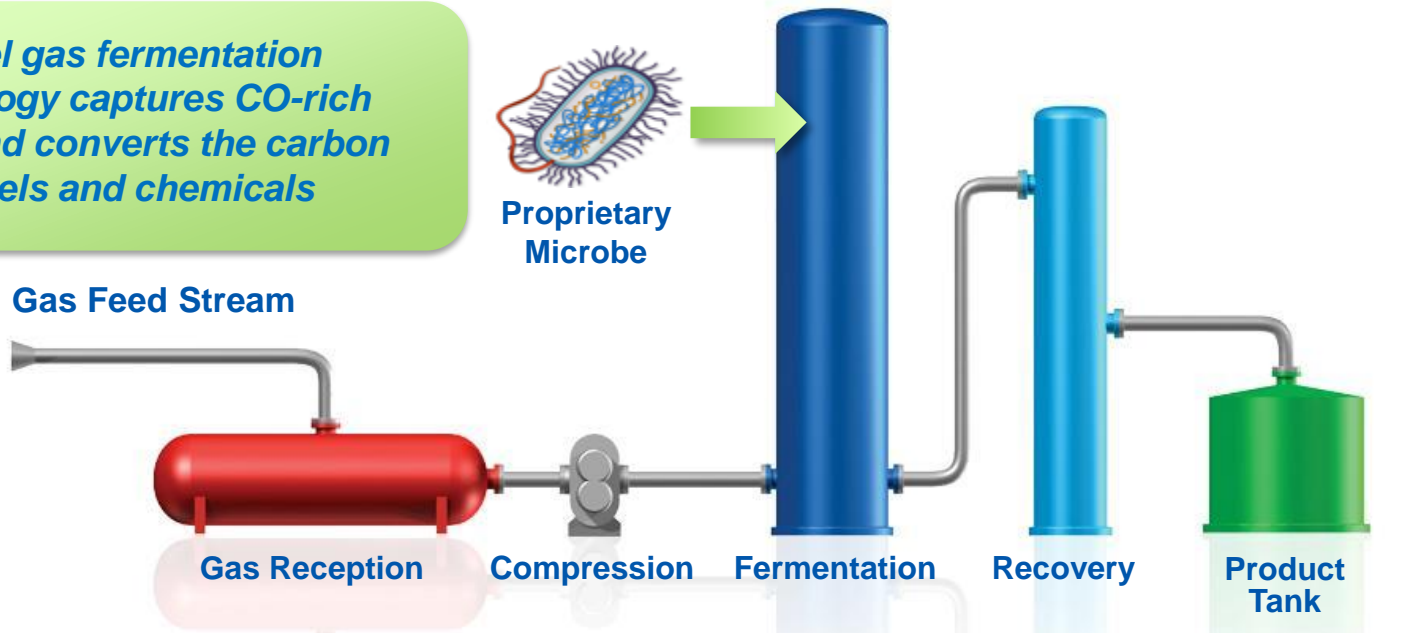 el gas fermentation
ogy captures CO-rich
d converts the carbon
els and chemicals
Proprietary
Microbe
Gas Feed Stream
Gas Reception
Compression
Fermentation
Recovery
Product
Tank